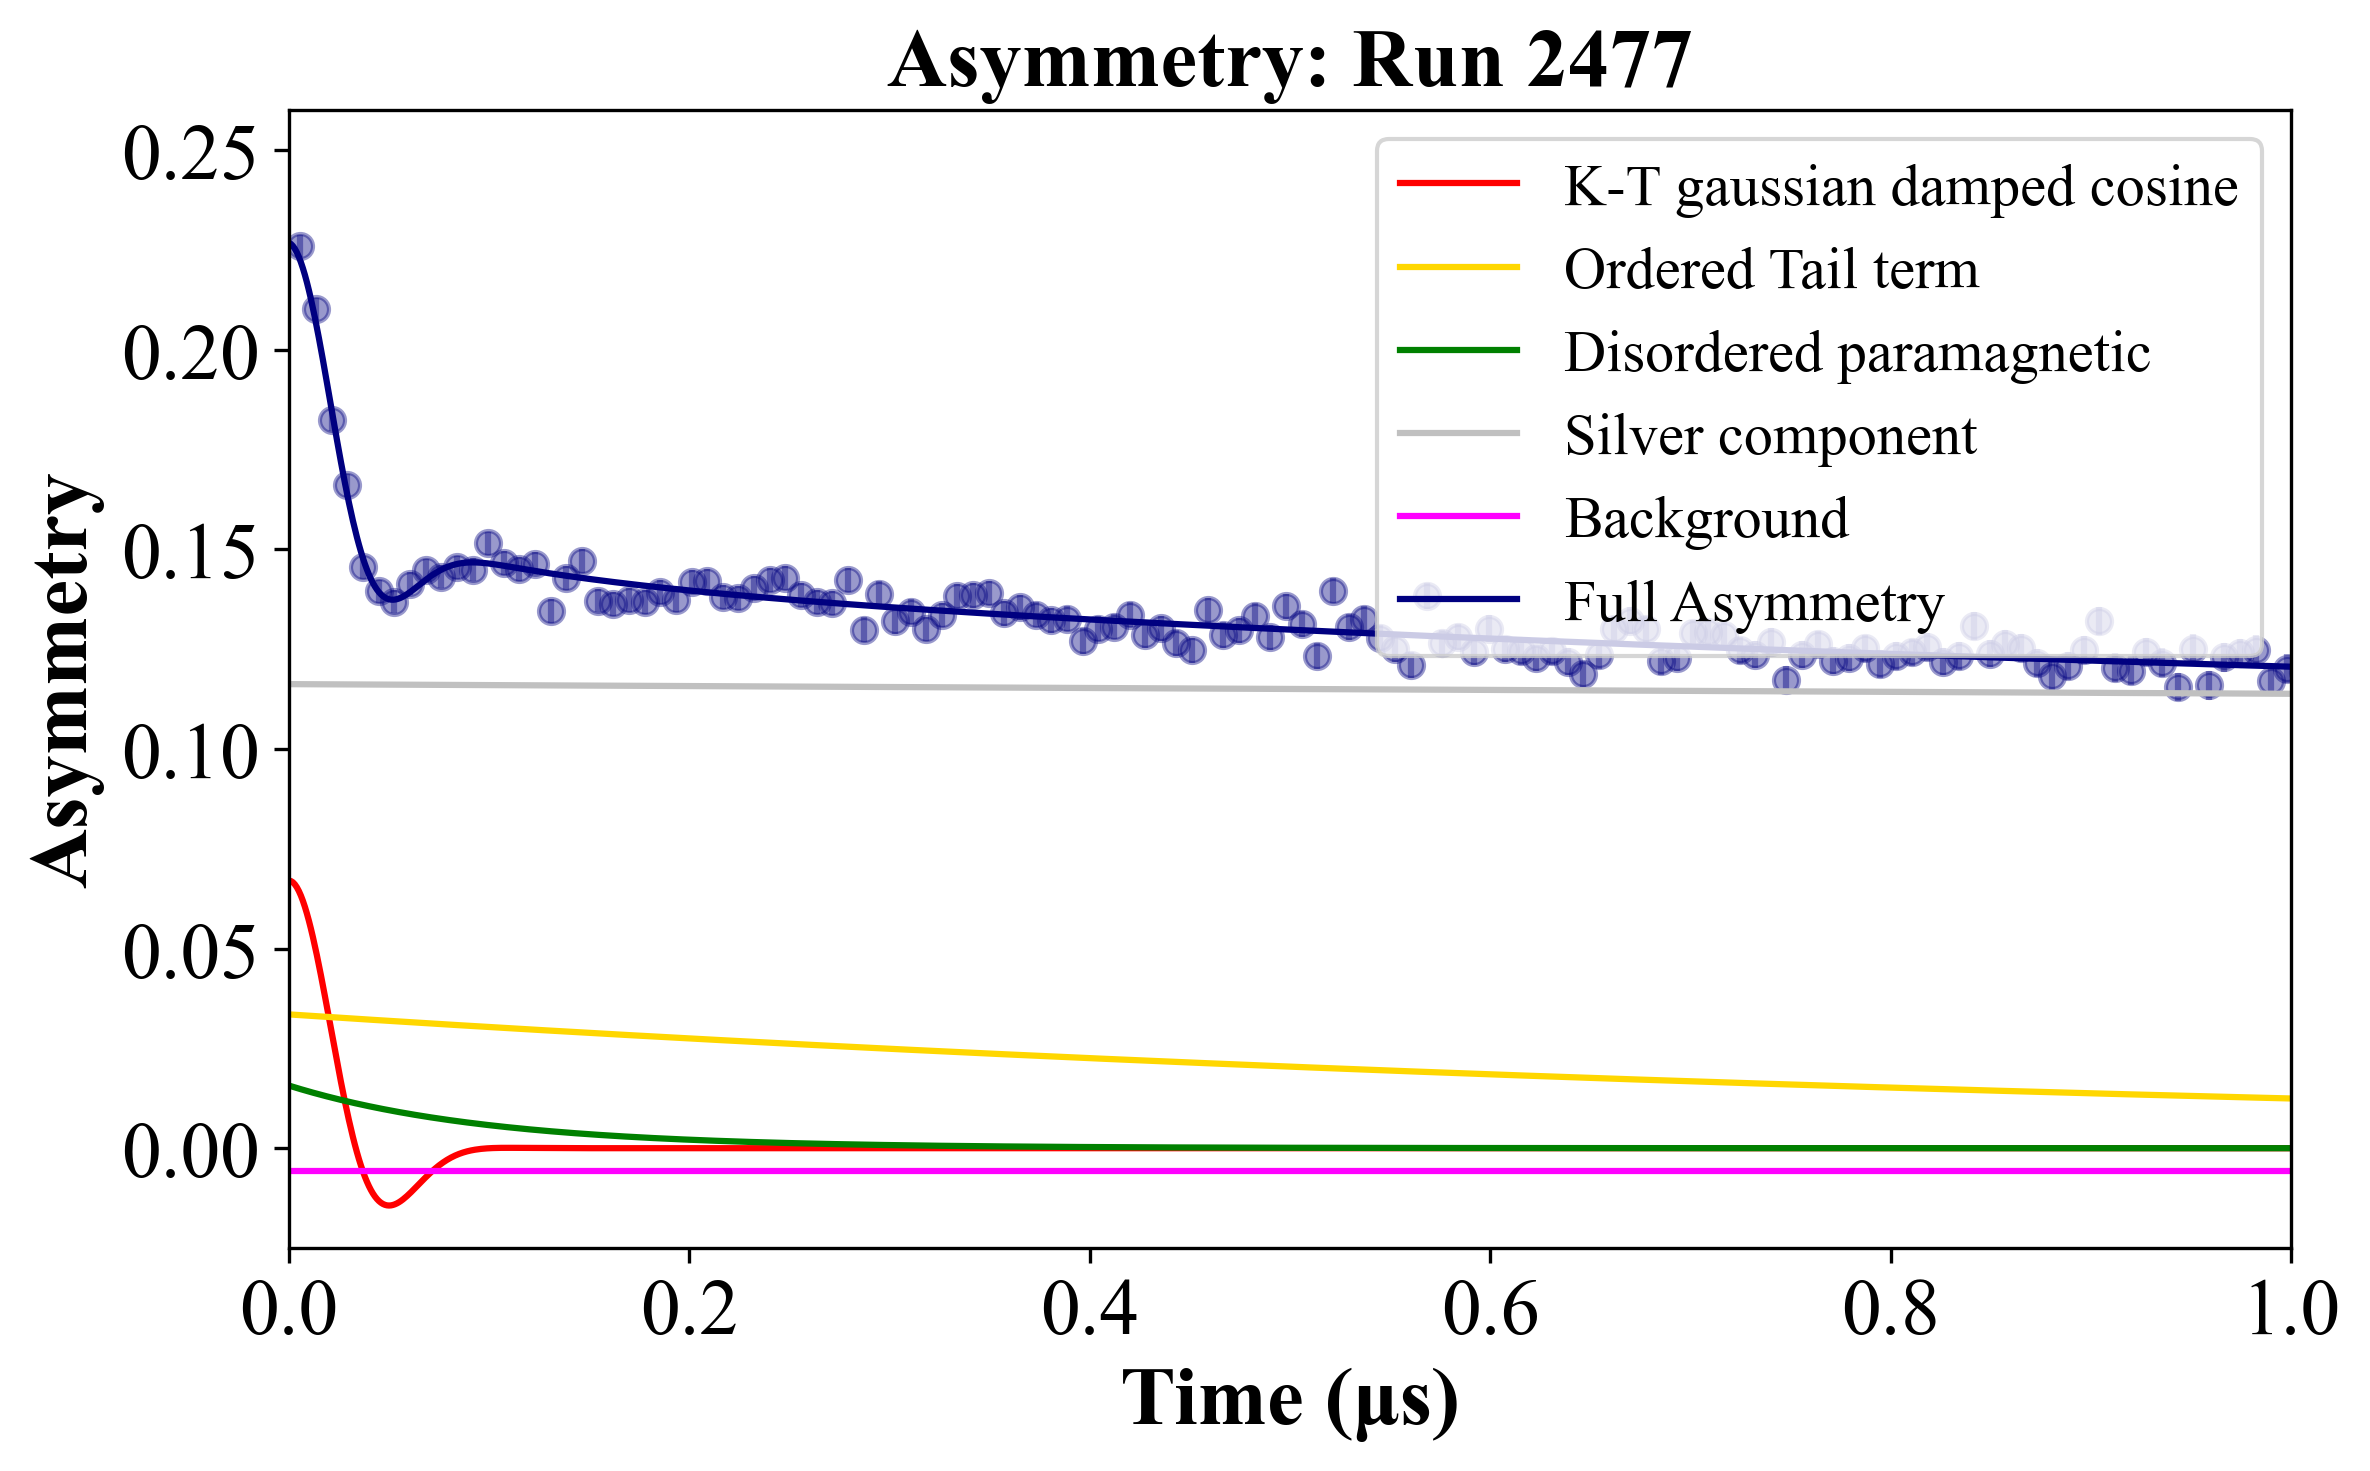 Asymmetry: Run 2477
0.25
0.20
0.15
0.10
0.05
0.00
Asymmetry
K-T gaussian damped cosine
Ordered Tail term
Disordered paramagnetic
Silver component
Background
Full Asymmetry
0.0 0.2 0.4 0.6 0.8 1.0
Time (μs)